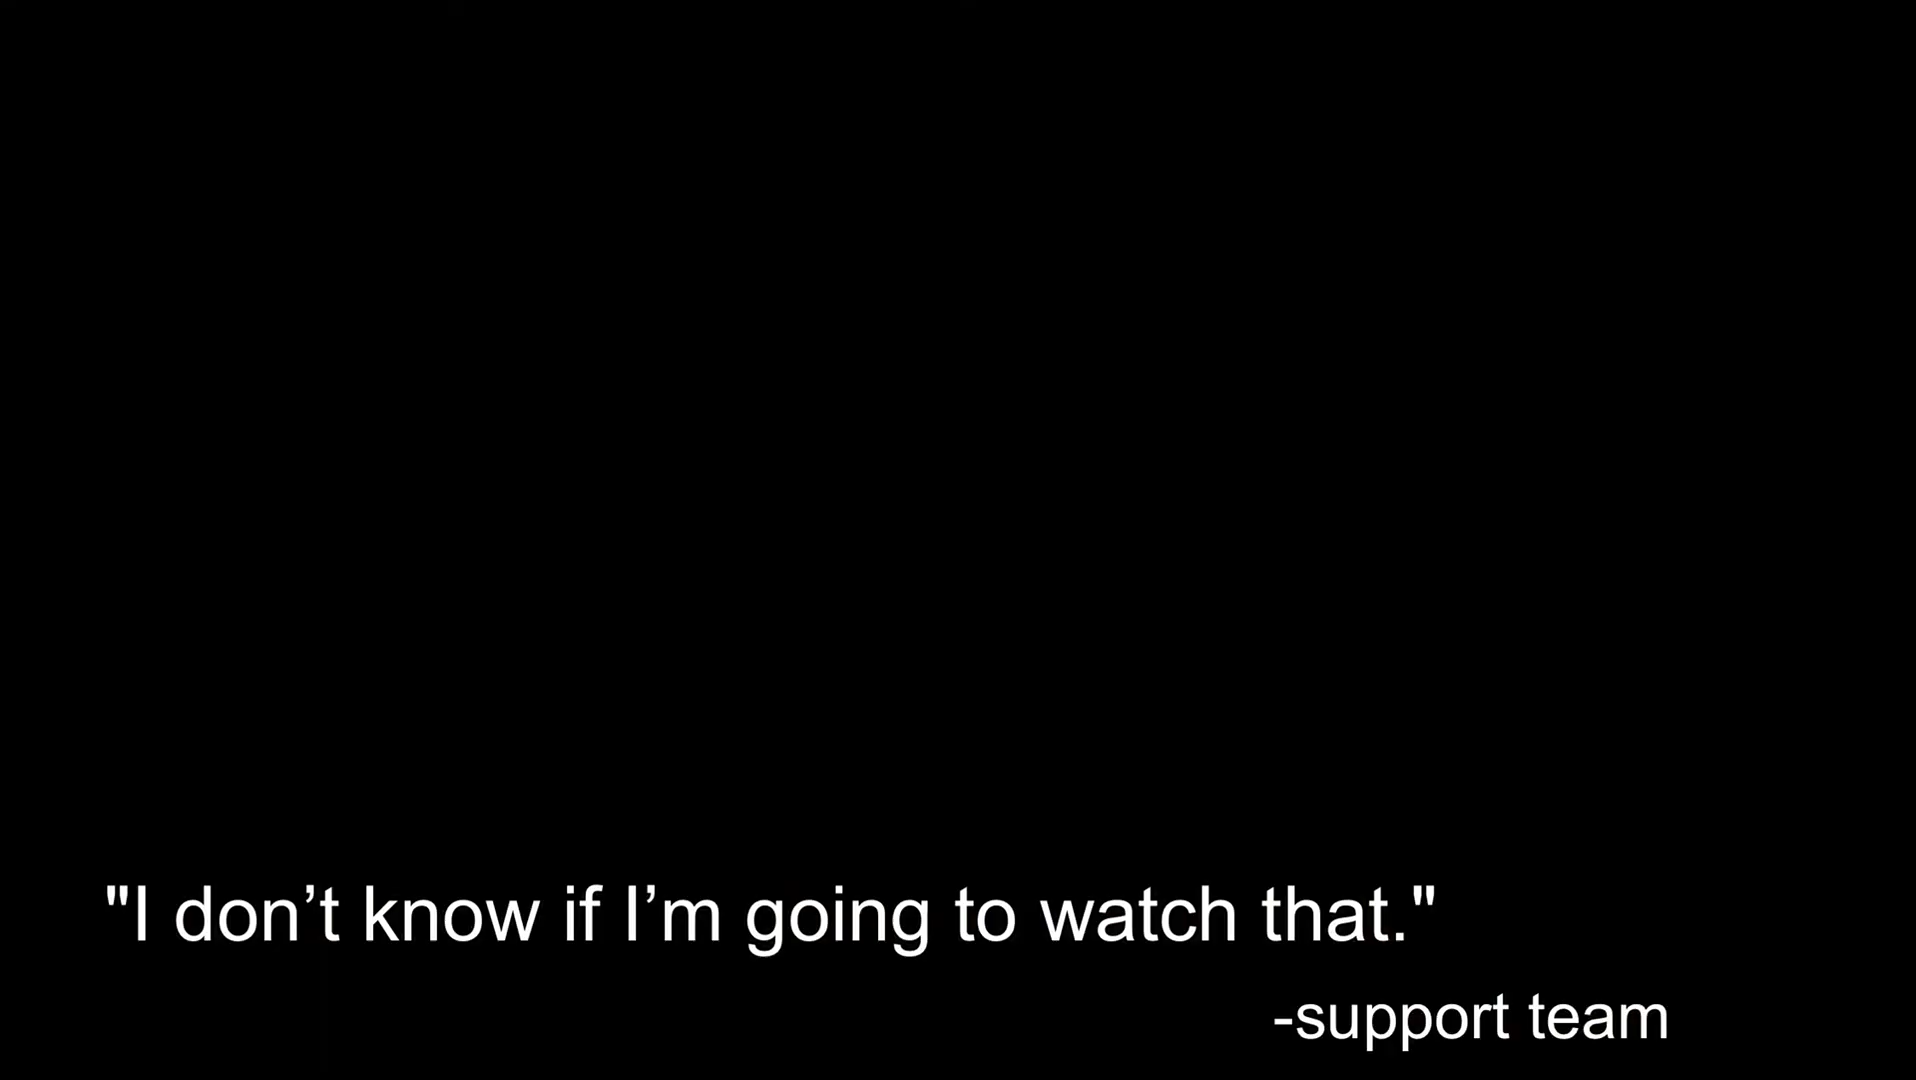 "I don’t know if I’m going to watch that."
-support team